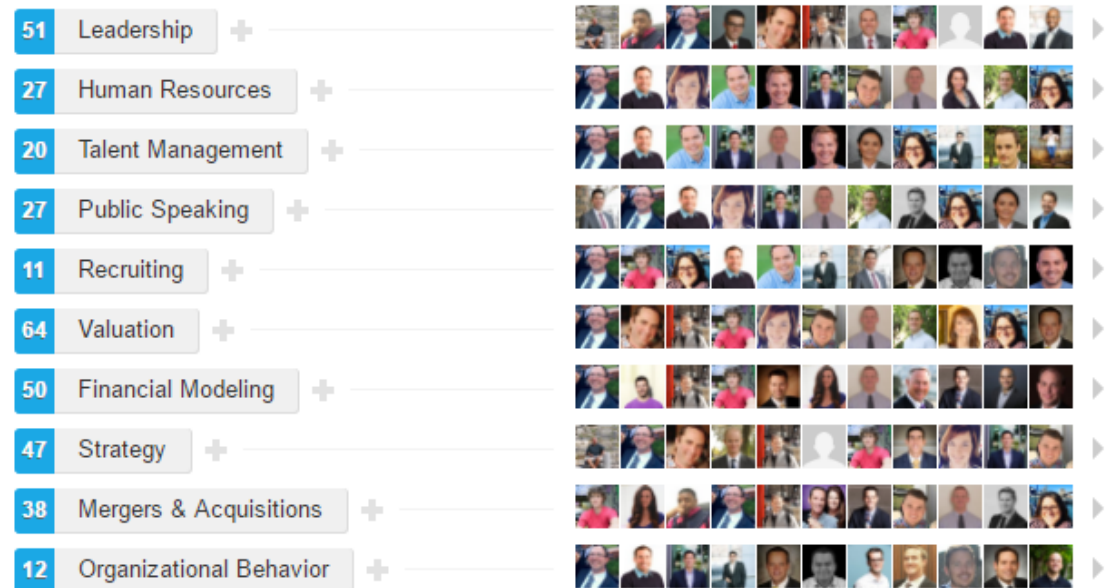 51 Leadership
27 Human Resources
20 Talent Management
27 Public Speaking
11 Recruiting
64 Valuation
50 Financial Modeling
47 Strategy
38 Mergers & Acquisitions
12 Organizational Behavior